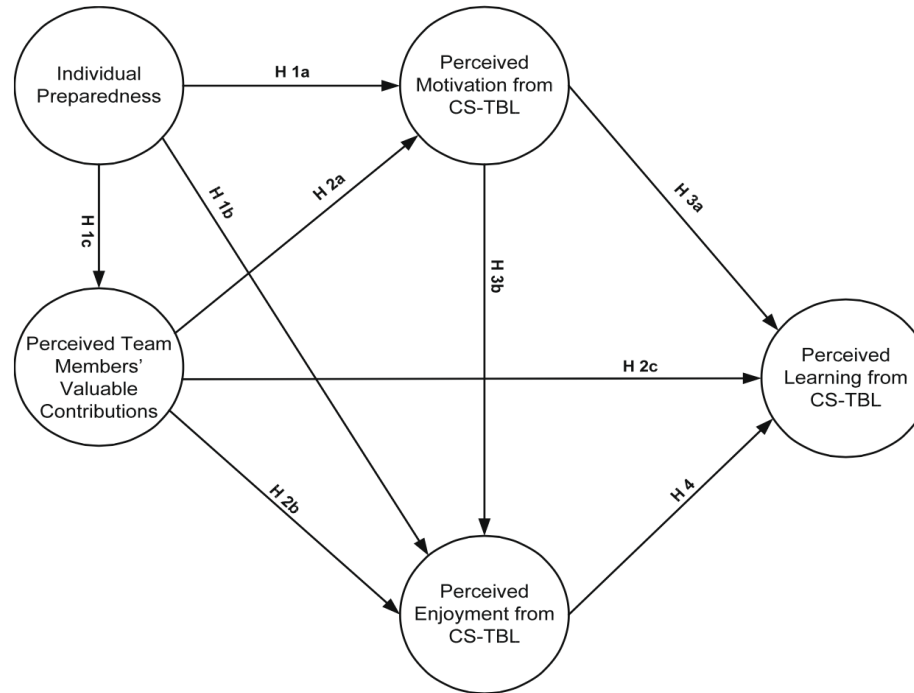 Individual
Preparedness
H 1a
Perceived
Motivation from
CS-TBL
H 1c
H 1b
H 2a
H 3b
H 3a
Perceived Team
Members'
Valuable
Contributions
H 2c
Perceived
Learning from
CS-TBL
H 2b
H 4
Perceived
Enjoyment from
CS-TBL